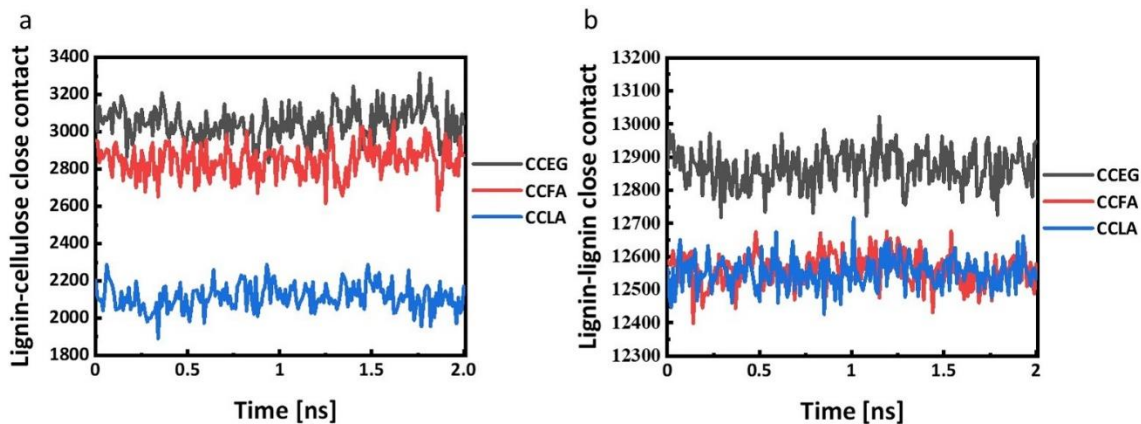 a
Lignin-cellulose close contact
3400
3200
3000
2800
2600
2400
2200
2000
1800
0
0.5
1.0
1.5
2.0
Time [ns]
CCEG
CCFA
CCLA
b
Lignin-lignin close contact
13200
13100
13000
12900
12800
12700
12600
12500
12400
12300
0
0.5
1
1.5
2
Time [ns]
CCEG
CCFA
CCLA